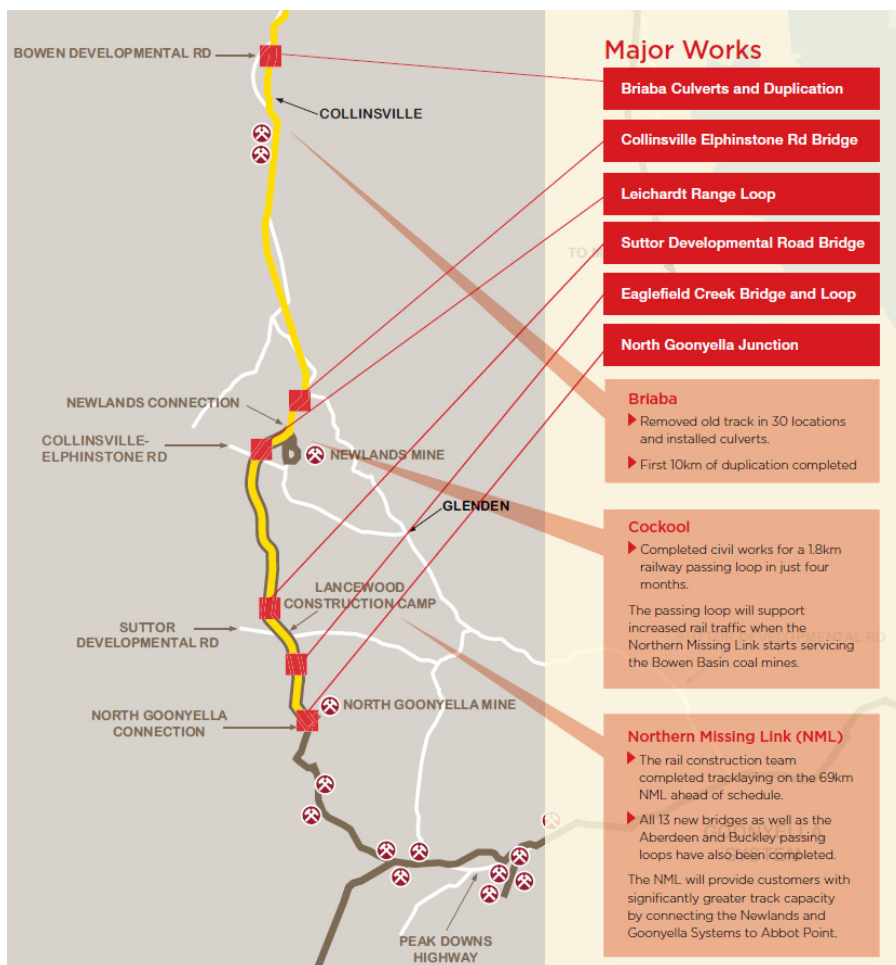 BOWEN DEVELOPMENTAL RD
COLLINSVILLE
NEWLANDS CONNECTION
COLLINSVILLE-
ELPHINSTONE RD
NEWLANDS MINE
GLENDEN
LANCEWOOD
CONSTRUCTION CAMP
SUTTOR
DEVELOPMENTAL RD
NORTH GOONYELLA MINE
NORTH GOONYELLA
CONNECTION
PEAK DOWNS
HIGHWAY
Major Works
Briaba Culverts and Duplication
Collinsville Elphinstone Rd Bridge
Leichardt Range Loop
Suttor Developmental Road Bridge
TO M
Eaglefield Creek Bridge and Loop
North Goonyella Junction
Briaba
Removed old track in 30 locations
and installed culverts.
First 10km of duplication completed
Cockool
Completed civil works for a 1.8km
railway passing loop in just four
months.
The passing loop will support
increased rail traffic when the
Northern Missing Link starts servicing
the Bowen Basin coal mines.
Northern Missing Link (NML)
The rail construction team
completed tracklaying on the 69km
NML ahead of schedule.
All 13 new bridges as well as the
Aberdeen and Buckley passing
loops have also been completed.
The NML will provide customers with
significantly greater track capacity
by connecting the Newlands and
Goonyella Systems to Abbot Point.
GOONYELLA
SYSTEM